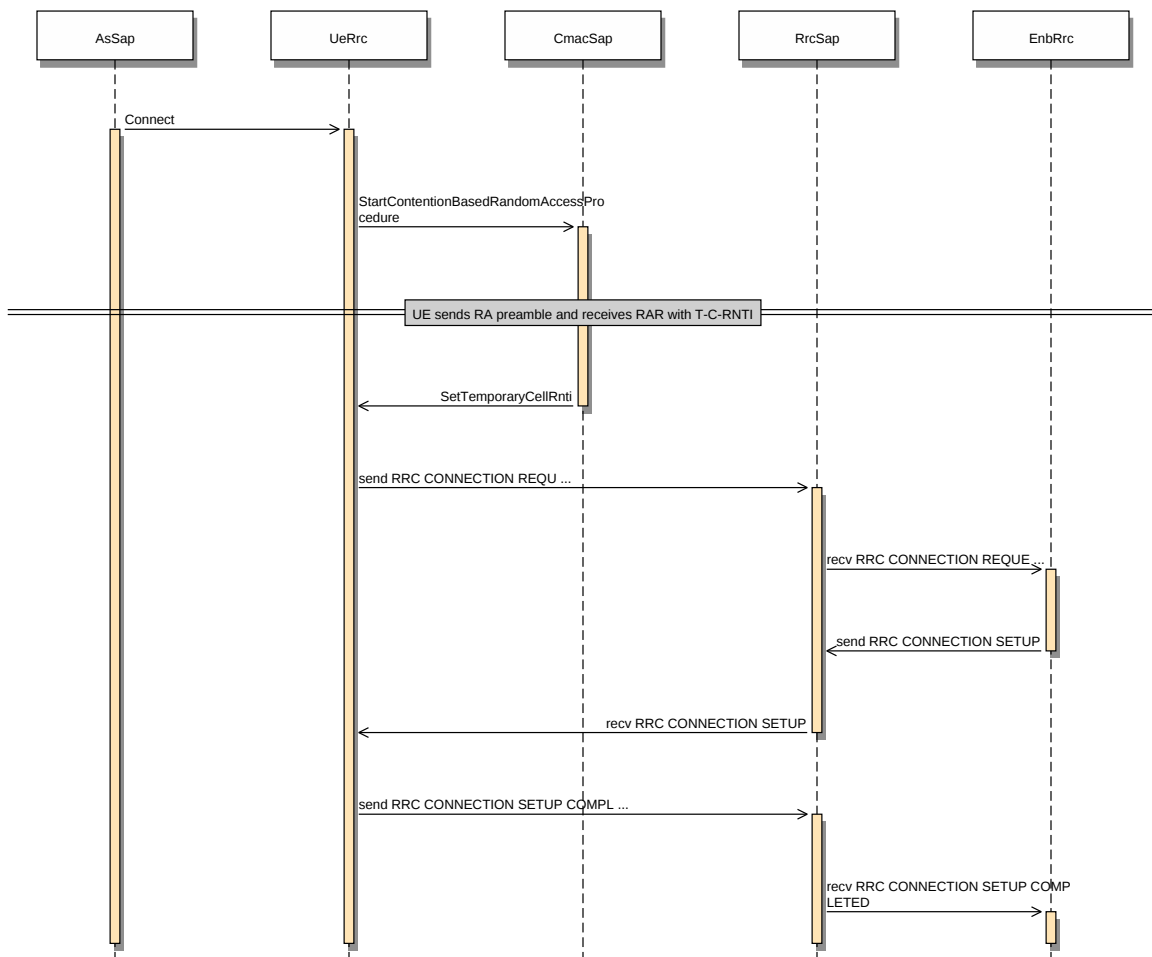 AsSap
UeRrc
CmacSap
RrcSap
EnbRrc
Connect
StartContentionBasedRandomAccessPro
cedure
UE sends RA preamble and receives RAR with T-C-RNTI
SetTemporaryCellRnti
send RRC CONNECTION REQU ...
recv RRC CONNECTION REQUE ...
send RRC CONNECTION SETUP
recv RRC CONNECTION SETUP
send RRC CONNECTION SETUP COMPL ...
recv RRC CONNECTION SETUP COMP
LETED